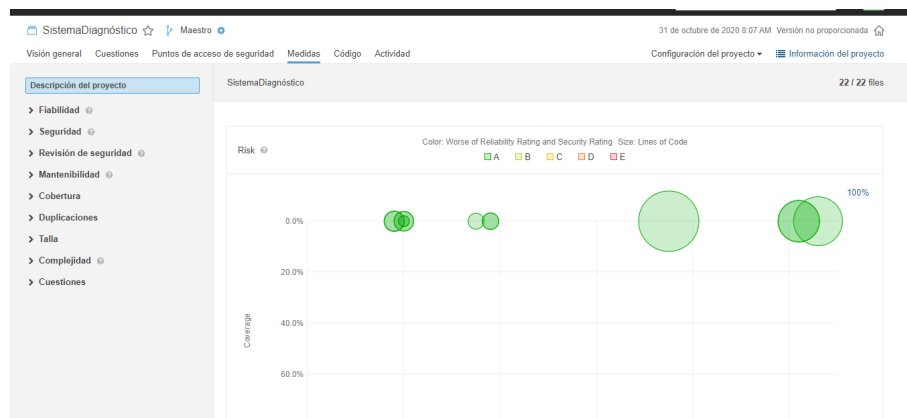 SistemaDiagnóstico Maestro 31 de octubre de 2020 8:07 AM Versión no proporcionada
Visión general Cuestiones Puntos de acceso de seguridad Medidas Código Actividad Configuración del proyecto Información del proyecto
Descripción del proyecto
SistemaDiagnóstico 22 / 22 files
Fiabilidad
Seguridad
Revisión de seguridad
Mantenibilidad
Cobertura
Duplicaciones
Talla
Complejidad
Cuestiones
Risk
Color: Worse of Reliability Rating and Security Rating Size: Lines of Code
A B C D E
100%
0.0%
20.0%
40.0%
60.0%
Coverage